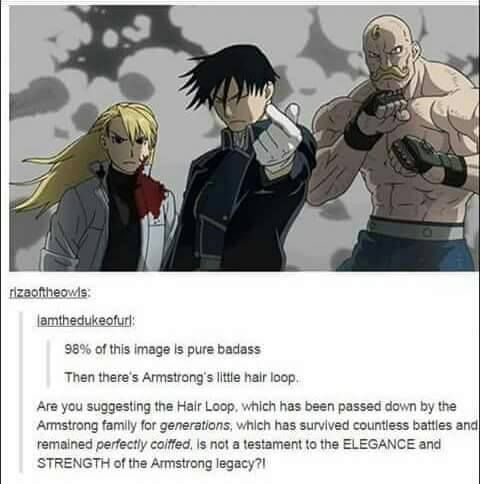 rizaoftheowls:
iamthedukeofurl:
98% of this image is pure badass
Then there's Armstrong's little hair loop.
Are you suggesting the Hair Loop, which has been passed down by the
Armstrong family for generations, which has survived countless battles and
remained perfectly coiffed, is not a testament to the ELEGANCE and
STRENGTH of the Armstrong legacy?!